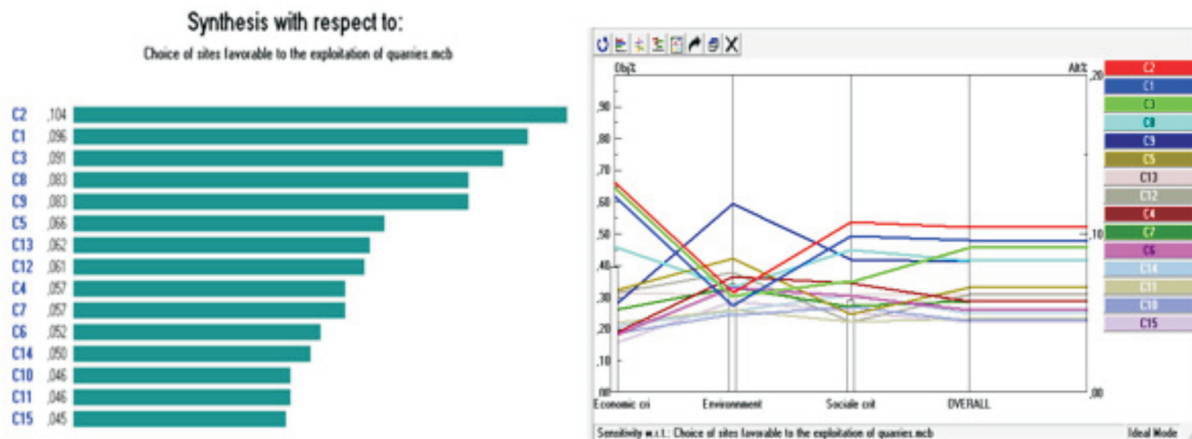 Synthesis with respect to:
Choice of sites favorable to the exploitation of quarries.mcb
C2 ,104
C1 ,096
C3 ,091
C8 ,083
C9 ,083
C5 ,066
C13 ,062
C12 ,061
C4 ,057
C7 ,057
C6 ,052
C14 ,050
C10 ,046
C11 ,046
C15 ,045
Obj% Alt%
,90
,80
,70
,60
,50
,40
,30
,20
,10
,00
,20
,10
,00
Economic cri Environnment Sociale crit OVERALL
C2
C1
C3
C8
C9
C5
C13
C12
C4
C7
C6
C14
C11
C10
C15
Sensitivity w.r.t.: Choice of sites favorable to the exploitation of quarries.mcb Ideal Mode